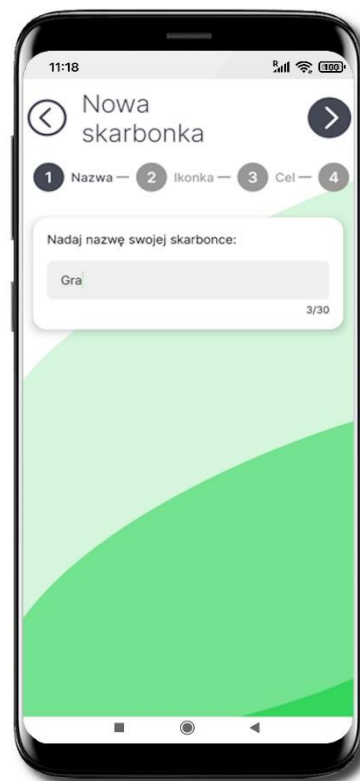 11:18
R 100
Nowa
skarbonka
1 Nazwa — 2 Ikonka — 3 Cel — 4
Nadaj nazwę swojej skarbonce:
Gra
3/30